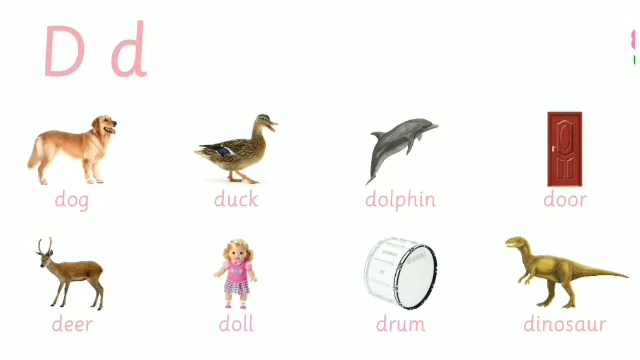 D d
dog duck dolphin door
deer doll drum dinosaur